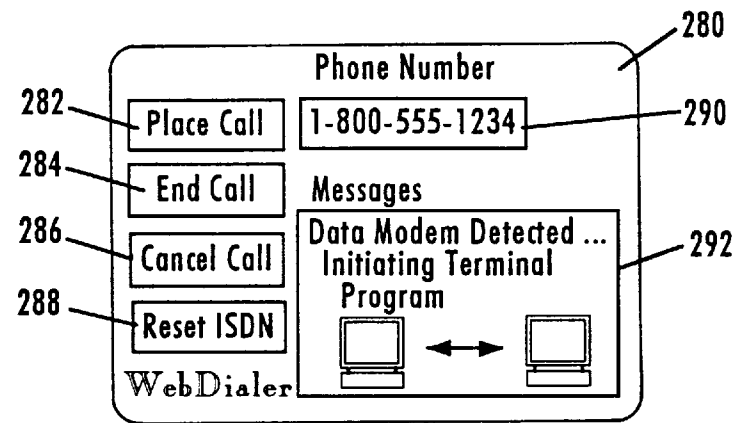 280
Phone Number
282
Place Call
1-800-555-1234
290
284
End Call
Messages
286
Cancel Call
Data Modem Detected ...
Initiating Terminal
Program
292
288
Reset ISDN
WebDialer